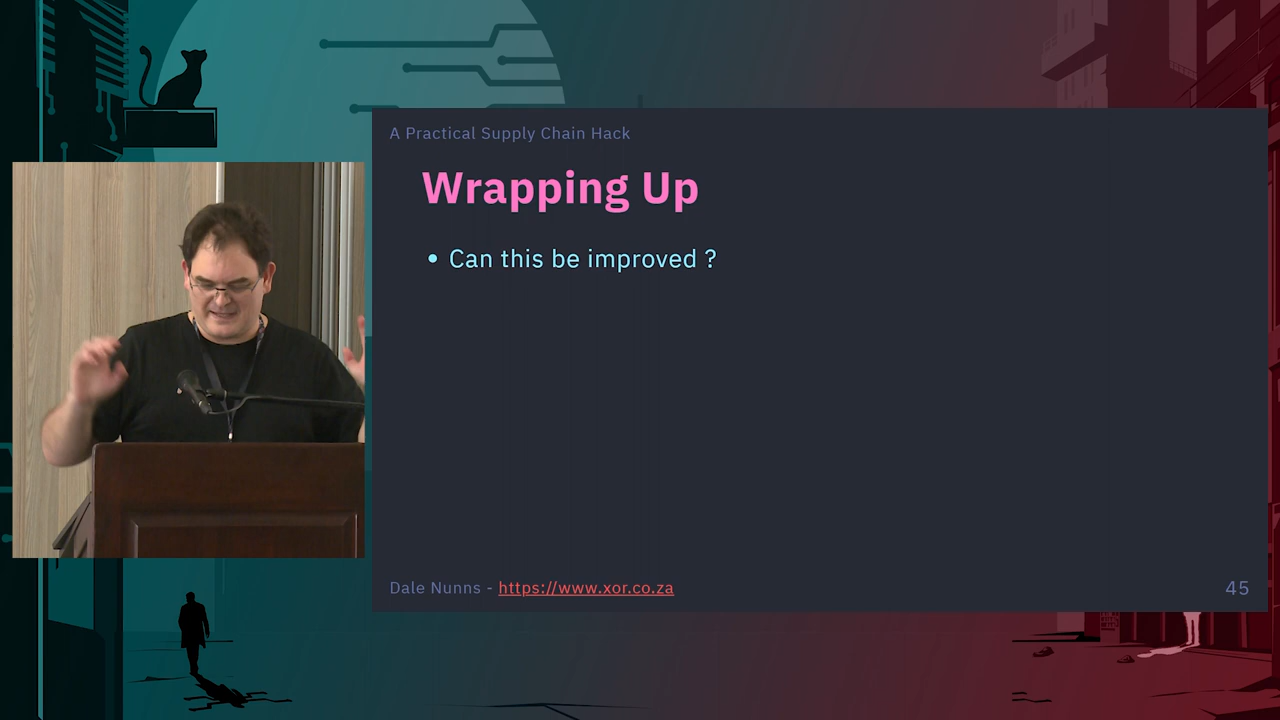 A Practical Supply Chain Hack
Wrapping Up
• Can this be improved ?
Dale Nunns - https://www.xor.co.za
45